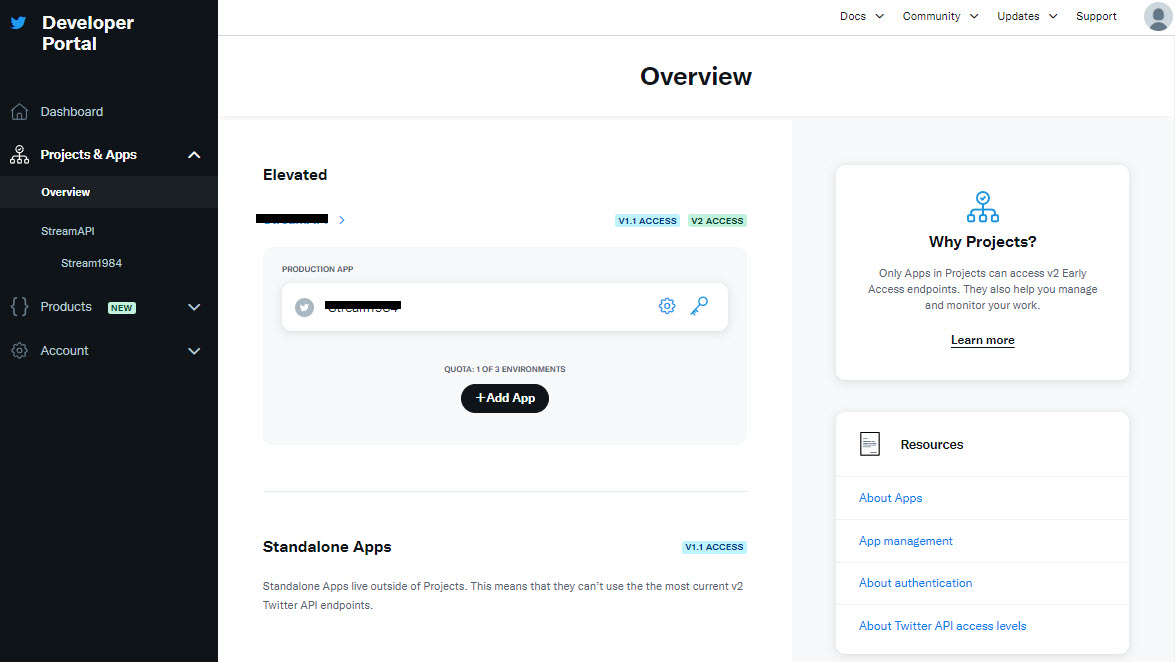 Developer
Portal
Docs
Community
Updates
Support
Dashboard
Projects & Apps
Overview
StreamAPI
Stream1984
Products NEW
Account
Overview
Elevated
V1.1 ACCESS V2 ACCESS
PRODUCTION APP
QUOTA: 1 OF 3 ENVIRONMENTS
+Add App
Standalone Apps V1.1 ACCESS
Standalone Apps live outside of Projects. This means that they can't use the the most current v2
Twitter API endpoints.
Why Projects?
Only Apps in Projects can access v2 Early
Access endpoints. They also help you manage
and monitor your work.
Learn more
Resources
About Apps
App management
About authentication
About Twitter API access levels